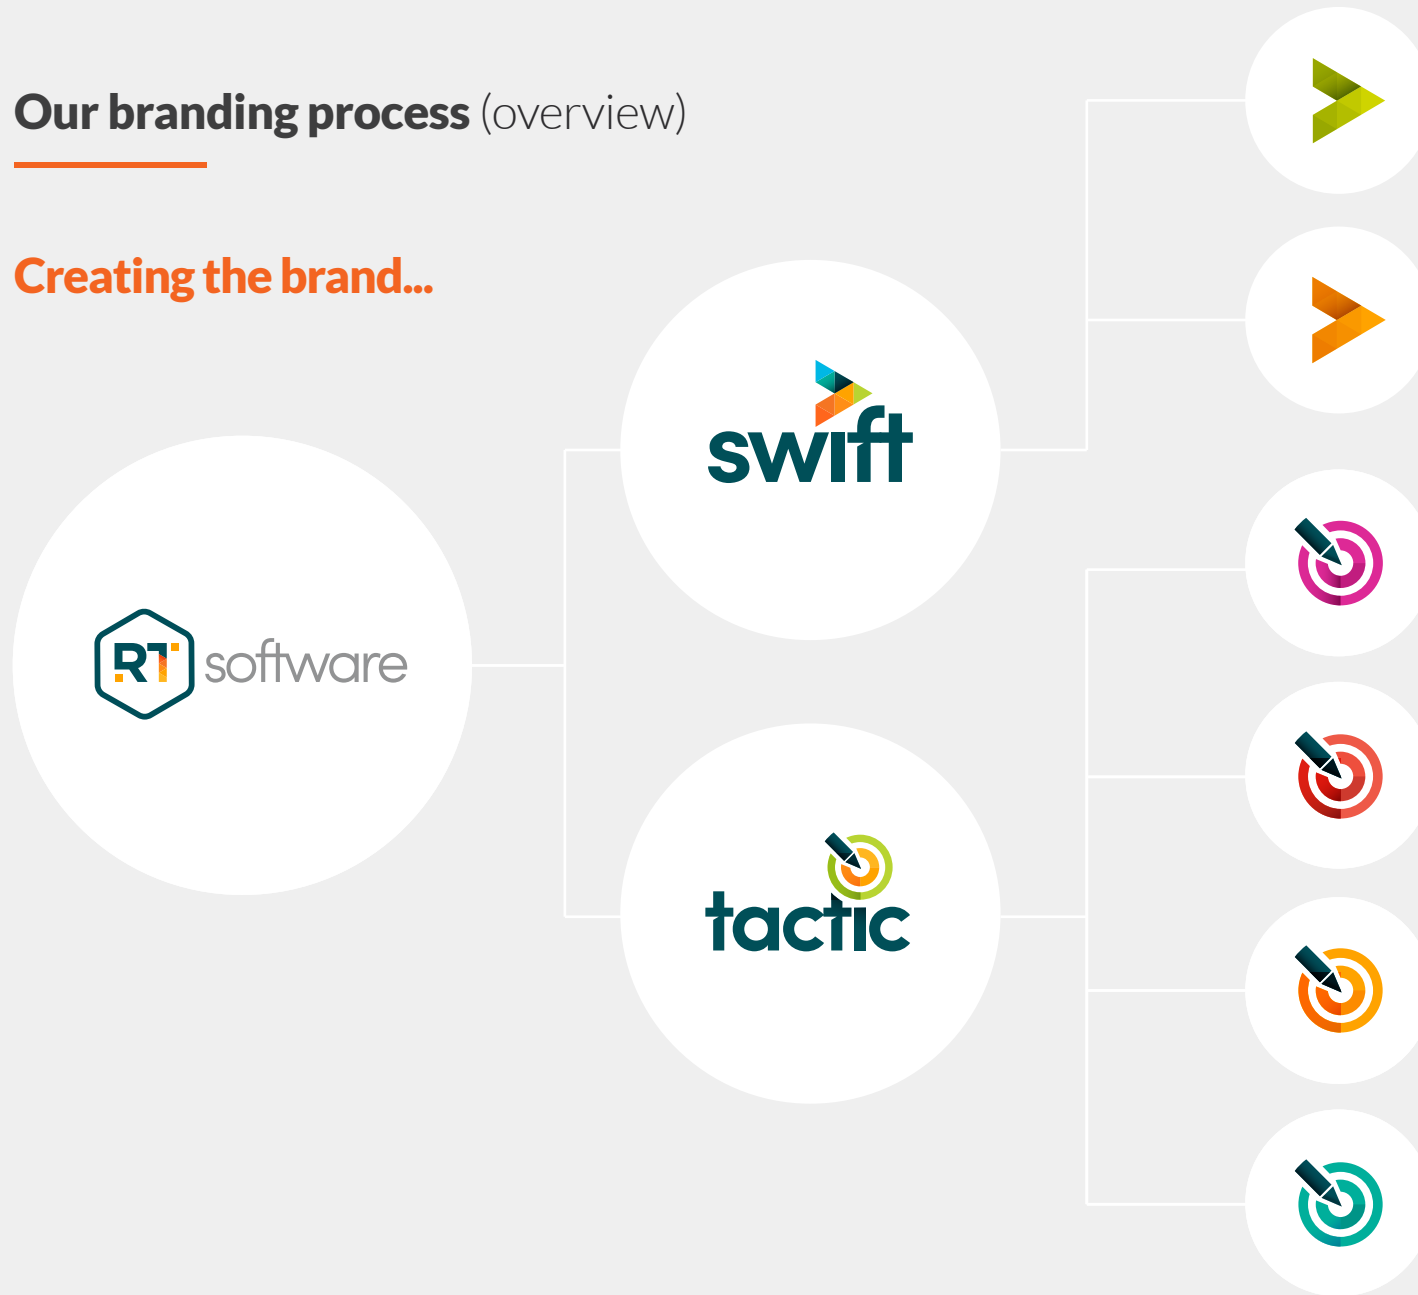 Our branding process (overview)
Creating the brand...
swift
RT software
tactic